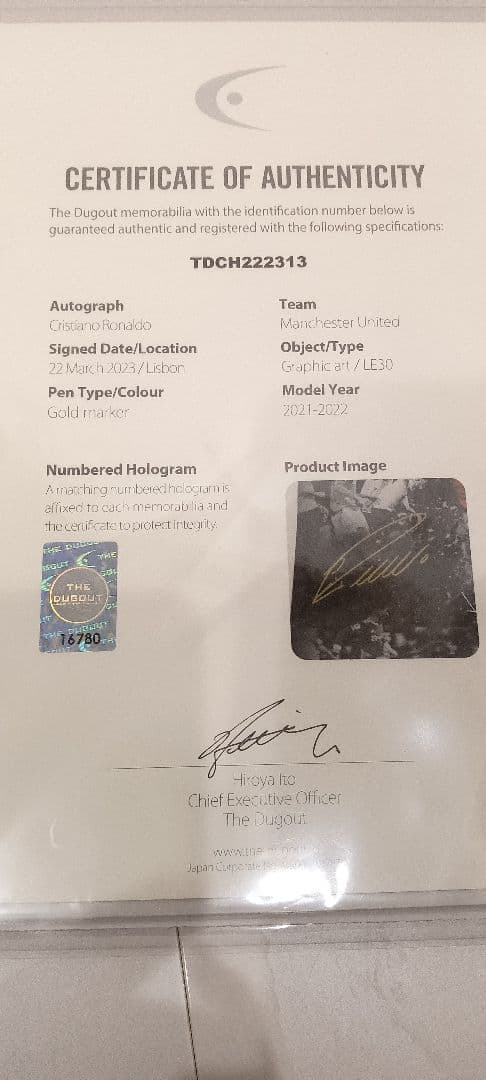 CERTIFICATE OF AUTHENTICITY
The Dugout memorabilia with the identification number below is
guaranteed authentic and registered with the following specifications:
TDCH222313
Autograph
Cristiano Ronaldo
Team
Manchester United
Signed Date/Location
22 March 2023 / Lisbon
Object/Type
Graphic art / LE30
Pen Type/Colour
Gold marker
Model Year
2021-2022
Numbered Hologram
A matching numbered hologram is
affixed to each memorabilia and
the certificate to protect integrity.
Product Image
THE
DUGOUT
16780
Hiroya Ito
Chief Executive Officer
The Dugout
Japan Corporate